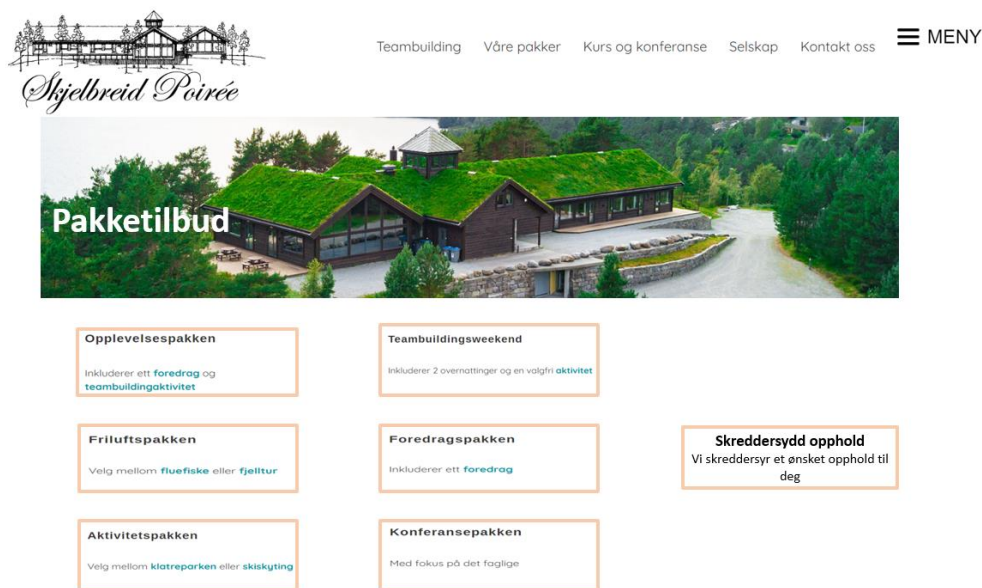 Skjelbreid Poirée
Teambuilding Våre pakker Kurs og konferanse Selskap Kontakt oss MENY
Pakketilbud
Opplevelsespakken
Inkluderer ett foredrag og
teambuildingaktivitet
Teambuildingsweekend
Inkluderer 2 overnattinger og en valgfri aktivitet
Friluftspakken
Velg mellom fluefiske eller fjelltur
Foredragspakken
Inkluderer ett foredrag
Skreddersydd opphold
Vi skreddersyr et ønsket opphold til
deg
Aktivitetspakken
Velg mellom klatreparken eller skiskyting
Konferansepakken
Med fokus på det faglige